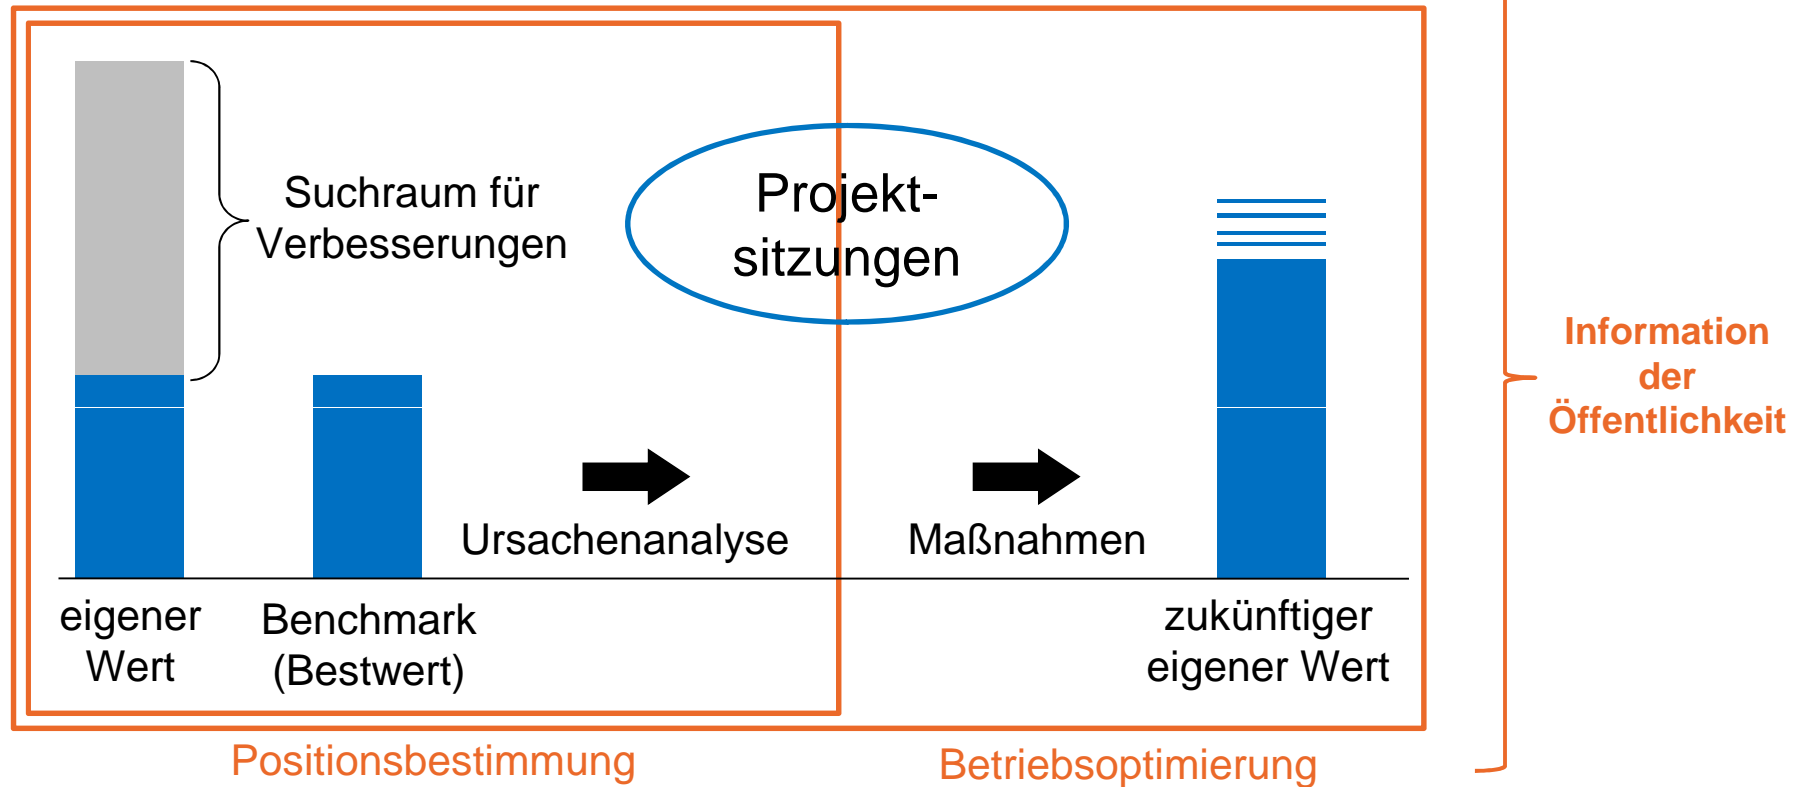 Suchraum für
Verbesserungen
Projekt-
sitzungen
Ursachenanalyse
Maßnahmen
eigener
Wert
Benchmark
(Bestwert)
zukünftiger
eigener Wert
Positionsbestimmung
Betriebsoptimierung
Information
der
Öffentlichkeit